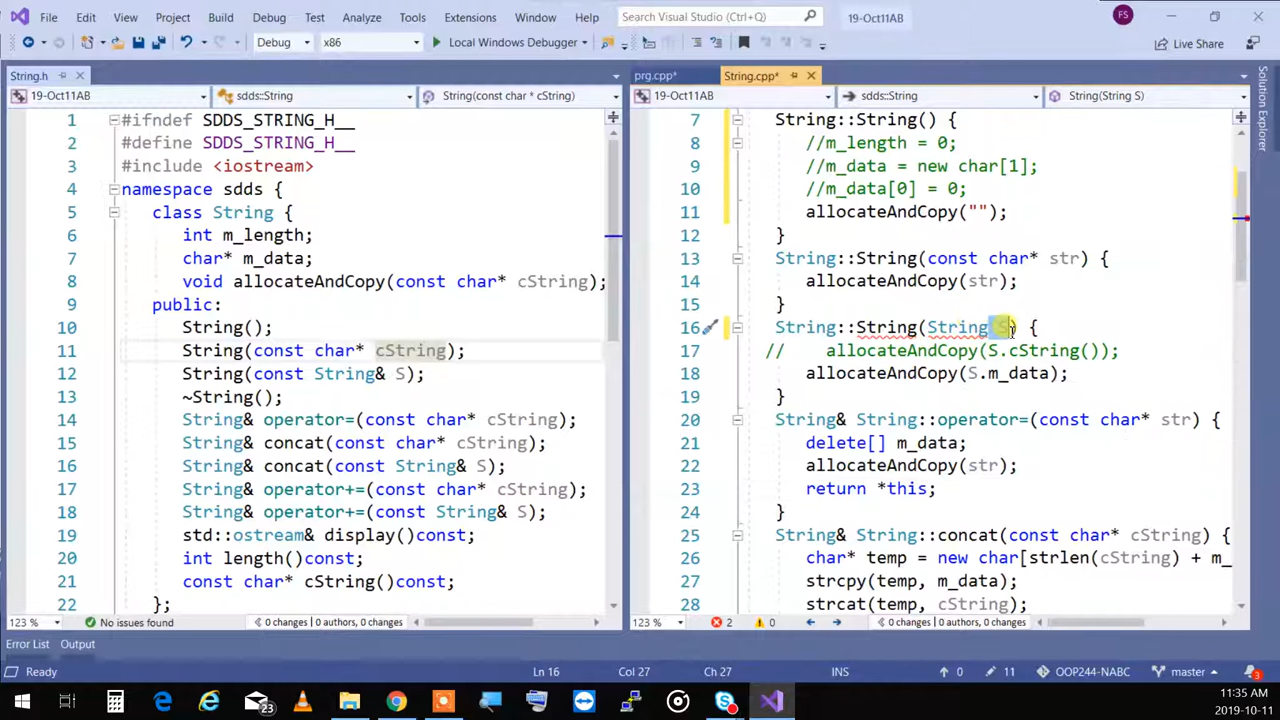 File Edit View Project Build Debug Test Analyze Tools Extensions Window Help Search Visual Studio (Ctrl+Q) 19-Oct11AB FS
Debug x86 Local Windows Debugger Live Share
String.h
19-Oct11AB sdds::String String(const char * cString)
1 #ifndef SDDS_STRING_H__
2 #define SDDS_STRING_H__
3 #include <iostream>
4 namespace sdds {
5 class String {
6 int m_length;
7 char* m_data;
8 void allocateAndCopy(const char* cString);
9 public:
10 String();
11 String(const char* cString);
12 String(const String& S);
13 ~String();
14 String& operator=(const char* cString);
15 String& concat(const char* cString);
16 String& concat(const String& S);
17 String& operator+=(const char* cString);
18 String& operator+=(const String& S);
19 std::ostream& display()const;
20 int length()const;
21 const char* cString()const;
22 };
123 % No issues found 0 changes | 0 authors, 0 changes
prg.cpp* String.cpp*
19-Oct11AB sdds::String String(String S)
7 String::String() {
8 //m_length = 0;
9 //m_data = new char[1];
10 //m_data[0] = 0;
11 allocateAndCopy("");
12 }
13 String::String(const char* str) {
14 allocateAndCopy(str);
15 }
16 String::String(String S) {
17 // allocateAndCopy(S.cString());
18 allocateAndCopy(S.m_data);
19 }
20 String& String::operator=(const char* str) {
21 delete[] m_data;
22 allocateAndCopy(str);
23 return *this;
24 }
25 String& String::concat(const char* cString) {
26 char* temp = new char[strlen(cString) + m_
27 strcpy(temp, m_data);
28 strcat(temp, cString);
123 % 2 0 0 changes | 0 authors, 0 changes
Solution Explorer
Error List Output
Ready Ln 16 Col 27 Ch 27 INS 0 11 OOP244-NABC master 3
23
11:35 AM
2019-10-11